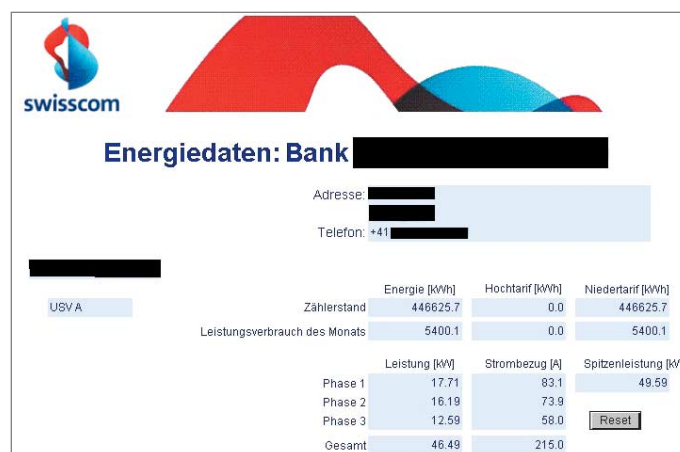 swisscom
Energiedaten: Bank
Adresse:
Telefon: +41
Energie [kWh] Hochtarif [kWh] Niedertarif [kWh]
USV A Zählerstand 446625.7 0.0 446625.7
Leistungsverbrauch des Monats 5400.1 0.0 5400.1
Leistung [kW] Strombezug [A] Spitzenleistung [kW
Phase 1 17.71 83.1 49.59
Phase 2 16.19 73.9
Phase 3 12.59 58.0 Reset
Gesamt 46.49 215.0